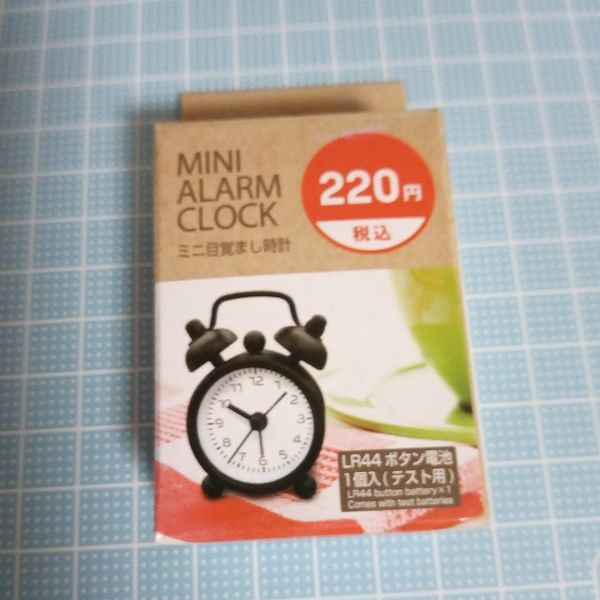 MINI
ALARM
CLOCK
ミニ目覚まし時計
220円
税込
12
1
2
3
4
5
6
7
8
9
10
11
LR44 ボタン電池
1個入(テスト用)
LR44 button battery×1
Comes with test batteries